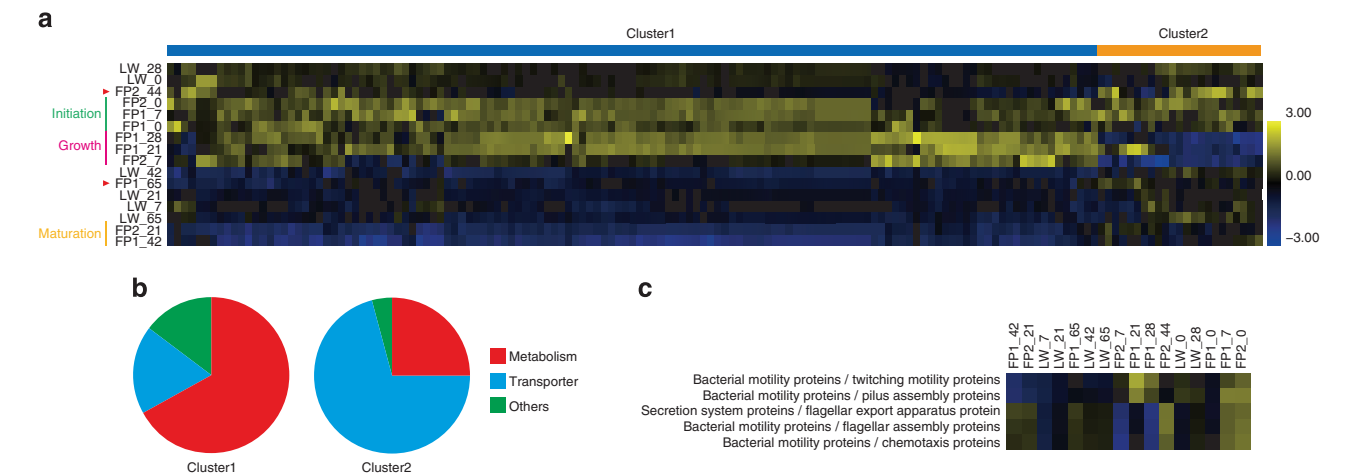 a
Cluster1 Cluster2
LW_28
LW_0
FP2_44
FP2_0
Initiation FP1_7
FP1_0
FP1_28
Growth FP1_21
FP2_7
LW_42
FP1_65
LW_21
LW_7
LW_65
Maturation FP2_21
FP1_42
3.00
0.00
−3.00
b
Cluster1
Cluster2
Metabolism
Transporter
Others
c
FP1_42 FP2_21 LW_7 LW_21 FP1_65 LW_42 LW_65 FP2_7 FP1_21 FP1_28 FP2_44 LW_0 LW_28 FP1_0 FP1_7 FP2_0
Bacterial motility proteins / twitching motility proteins
Bacterial motility proteins / pilus assembly proteins
Secretion system proteins / flagellar export apparatus protein
Bacterial motility proteins / flagellar assembly proteins
Bacterial motility proteins / chemotaxis proteins